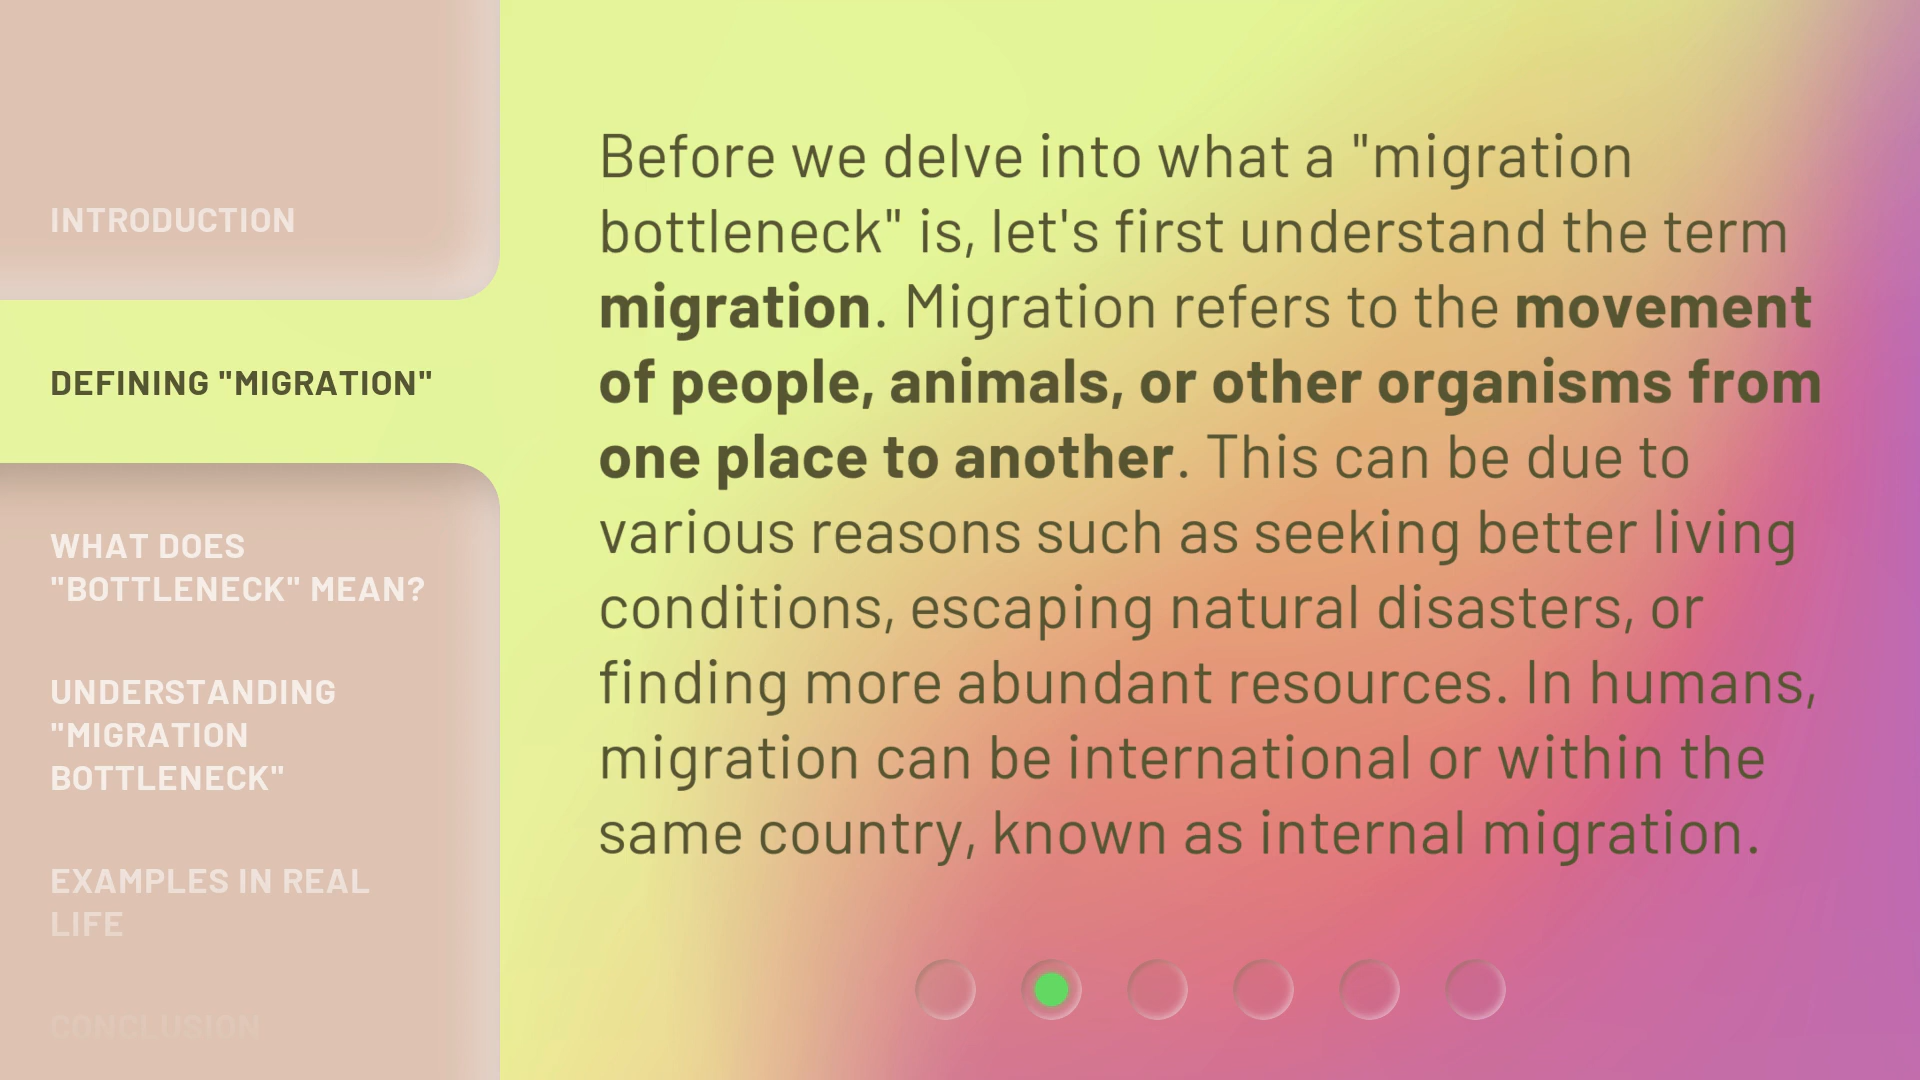 INTRODUCTION
DEFINING "MIGRATION"
WHAT DOES
"BOTTLENECK" MEAN?
UNDERSTANDING
"MIGRATION
BOTTLENECK"
EXAMPLES IN REAL
LIFE
CONCLUSION
Before we delve into what a "migration
bottleneck" is, let's first understand the term
migration. Migration refers to the movement
of people, animals, or other organisms from
one place to another. This can be due to
various reasons such as seeking better living
conditions, escaping natural disasters, or
finding more abundant resources. In humans,
migration can be international or within the
same country, known as internal migration.